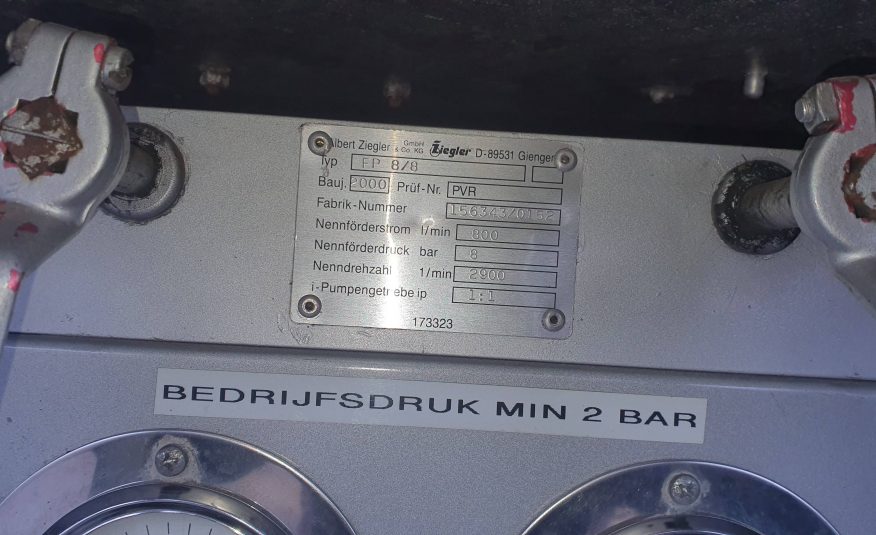 Albert Ziegler GmbH & Co. KG Ziegler D-89531 Giengen
Typ FP 8/8
Bauj. 2000 Prüf-Nr. PVR
Fabrik-Nummer 156343/0152
Nennförderstrom l/min 800
Nennförderdruck bar 8
Nenndrehzahl 1/min 2900
i-Pumpengetriebe ip 1:1
173323
BEDRIJFSDRUK MIN 2 BAR